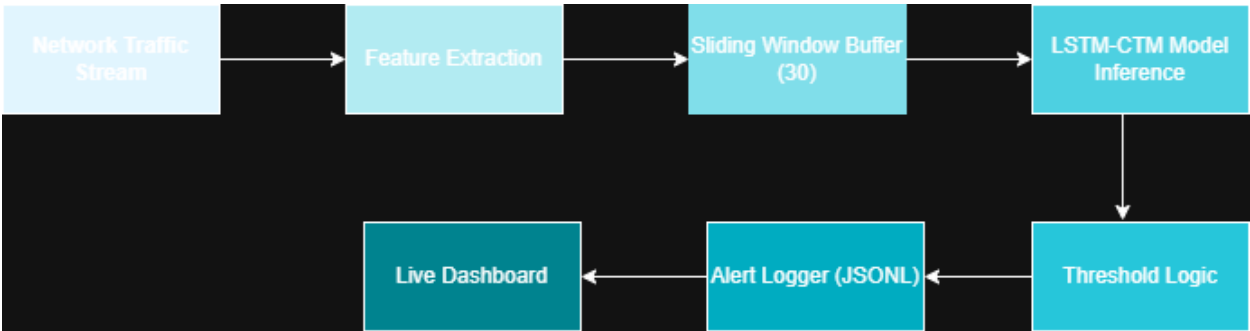 Network Traffic
Stream
Feature Extraction
Sliding Window Buffer
(30)
LSTM-CTM Model
Inference
Live Dashboard
Alert Logger (JSONL)
Threshold Logic